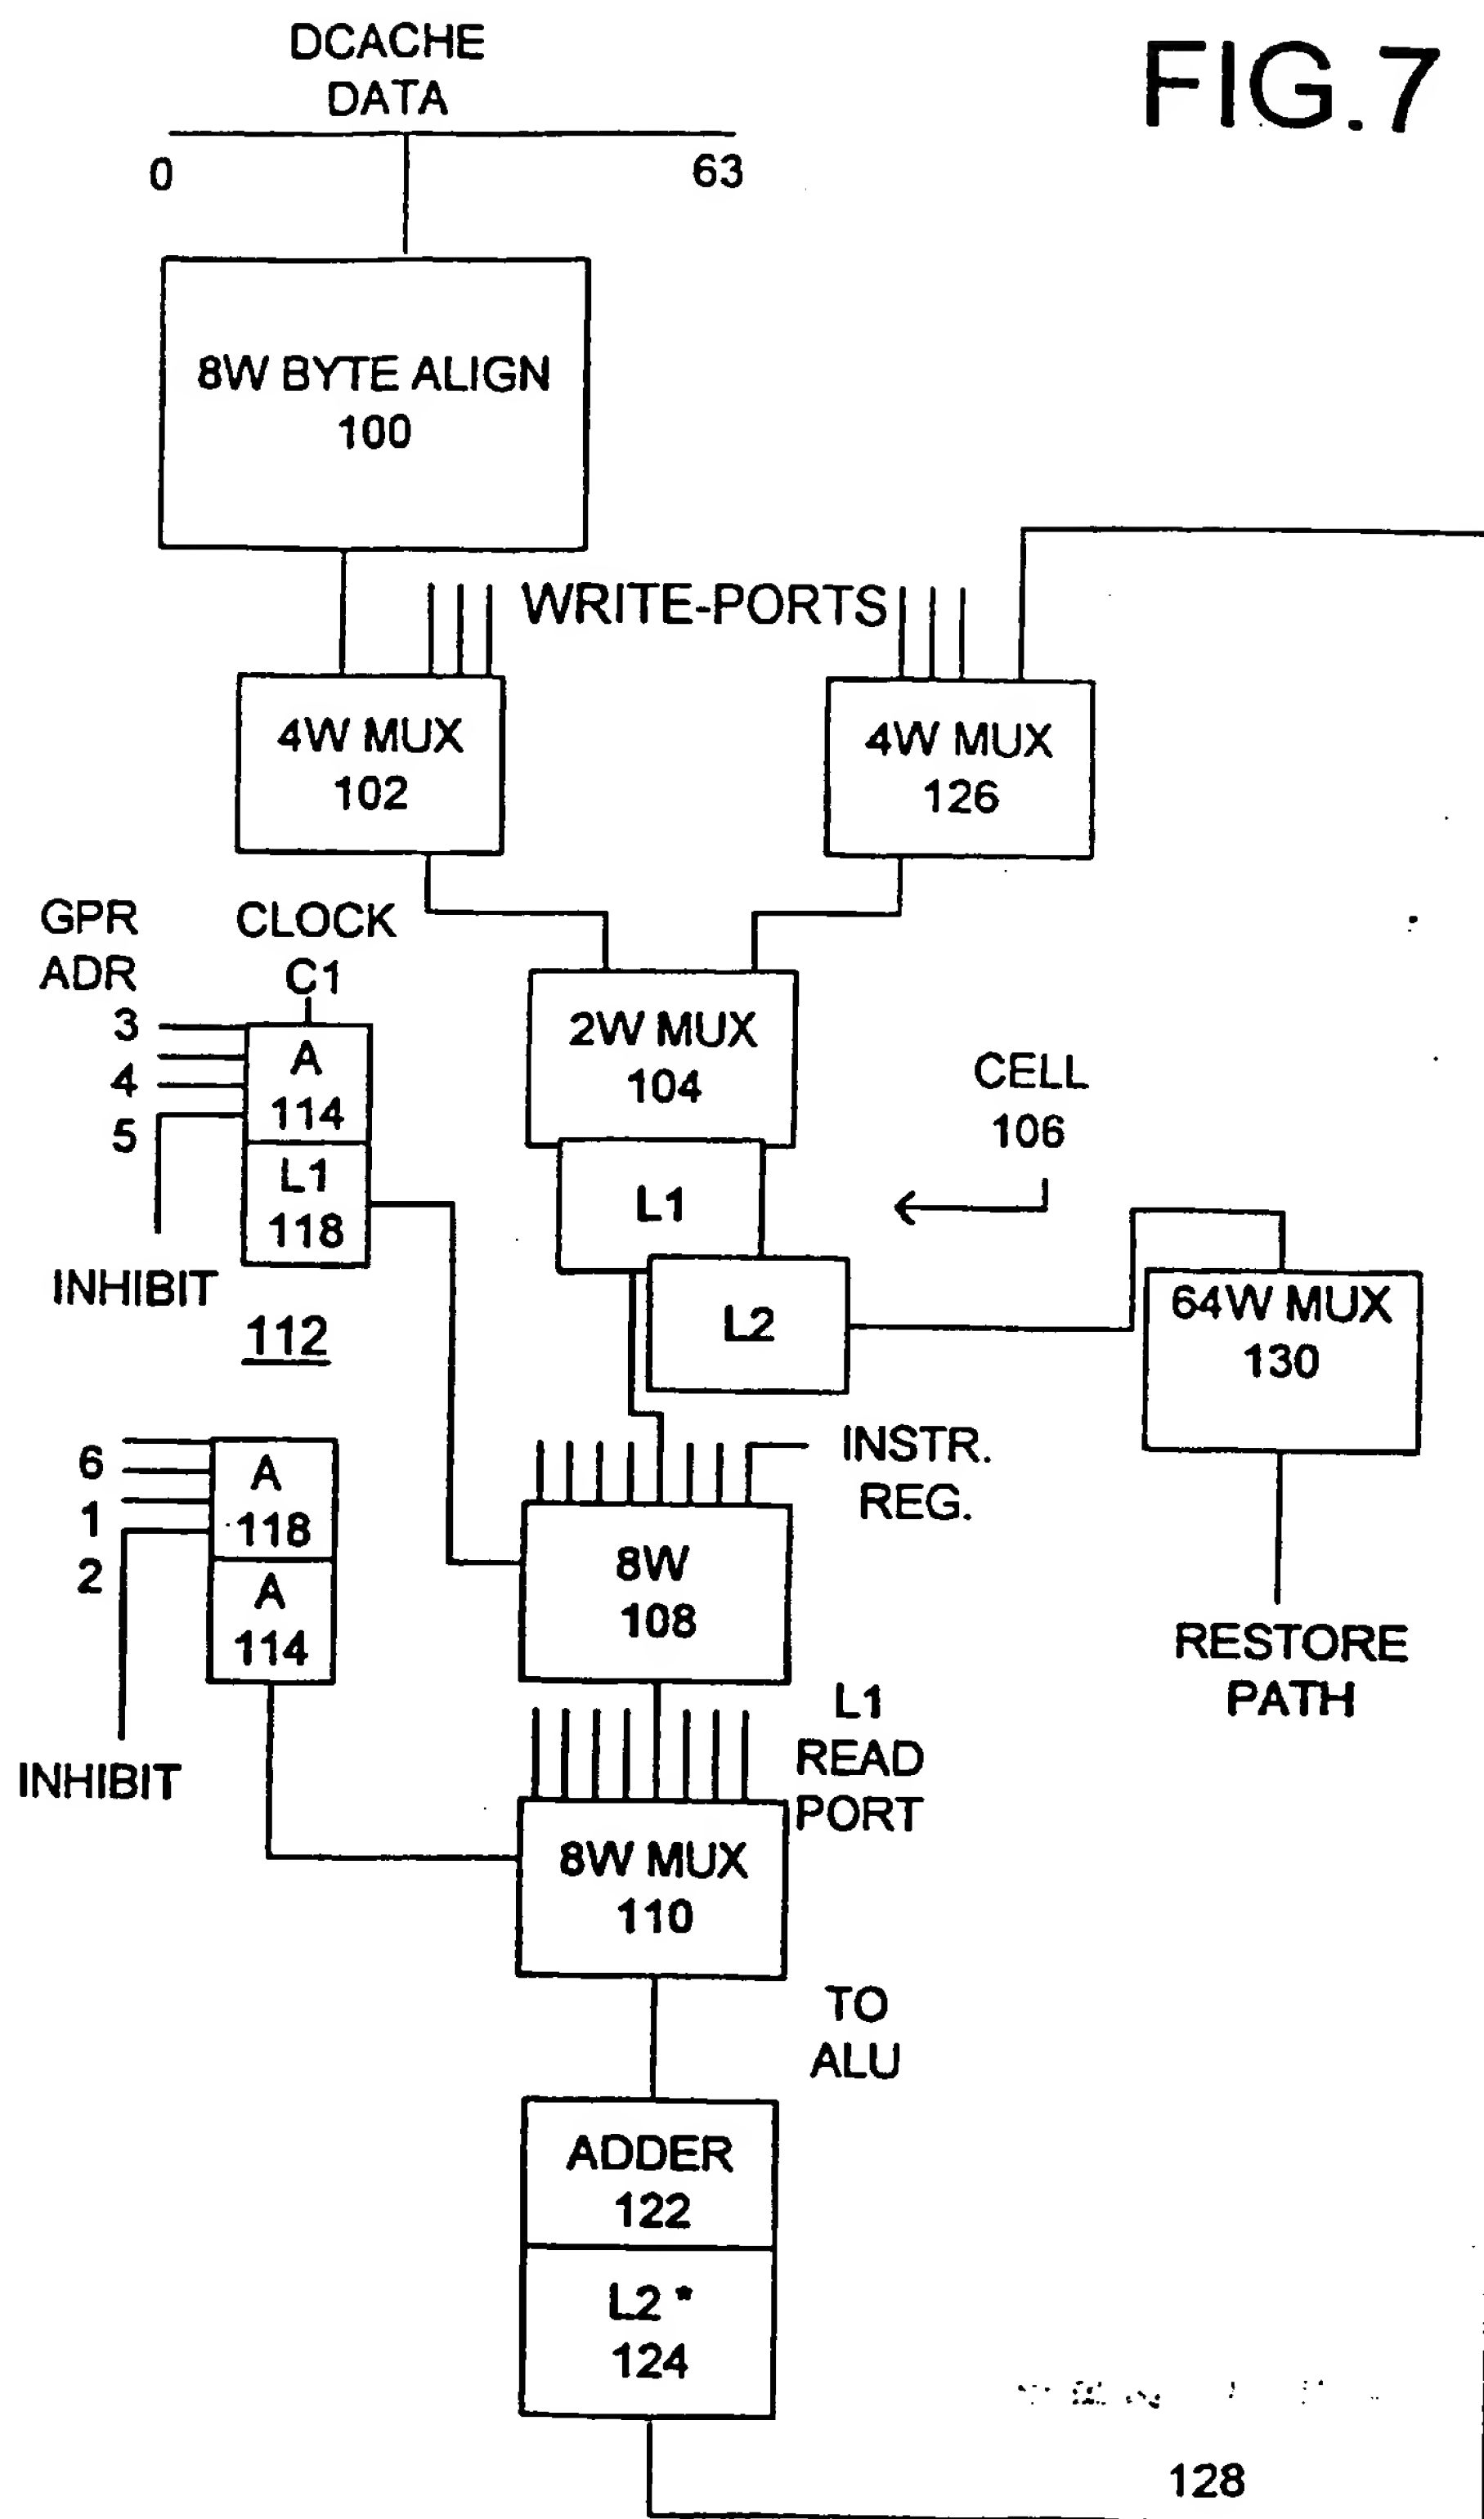 FIG.7
DCACHE
DATA
0
63
8W BYTE ALIGN
100
WRITE-PORTS
4W MUX
102
4W MUX
126
GPR
ADR
CLOCK
C1
3
4
5
A
114
L1
118
INHIBIT
112
2W MUX
104
CELL
106
L1
L2
64W MUX
130
RESTORE
PATH
INSTR.
REG.
6
1
2
A
118
A
114
INHIBIT
8W
108
L1
READ
PORT
8W MUX
110
TO
ALU
ADDER
122
L2 *
124
128